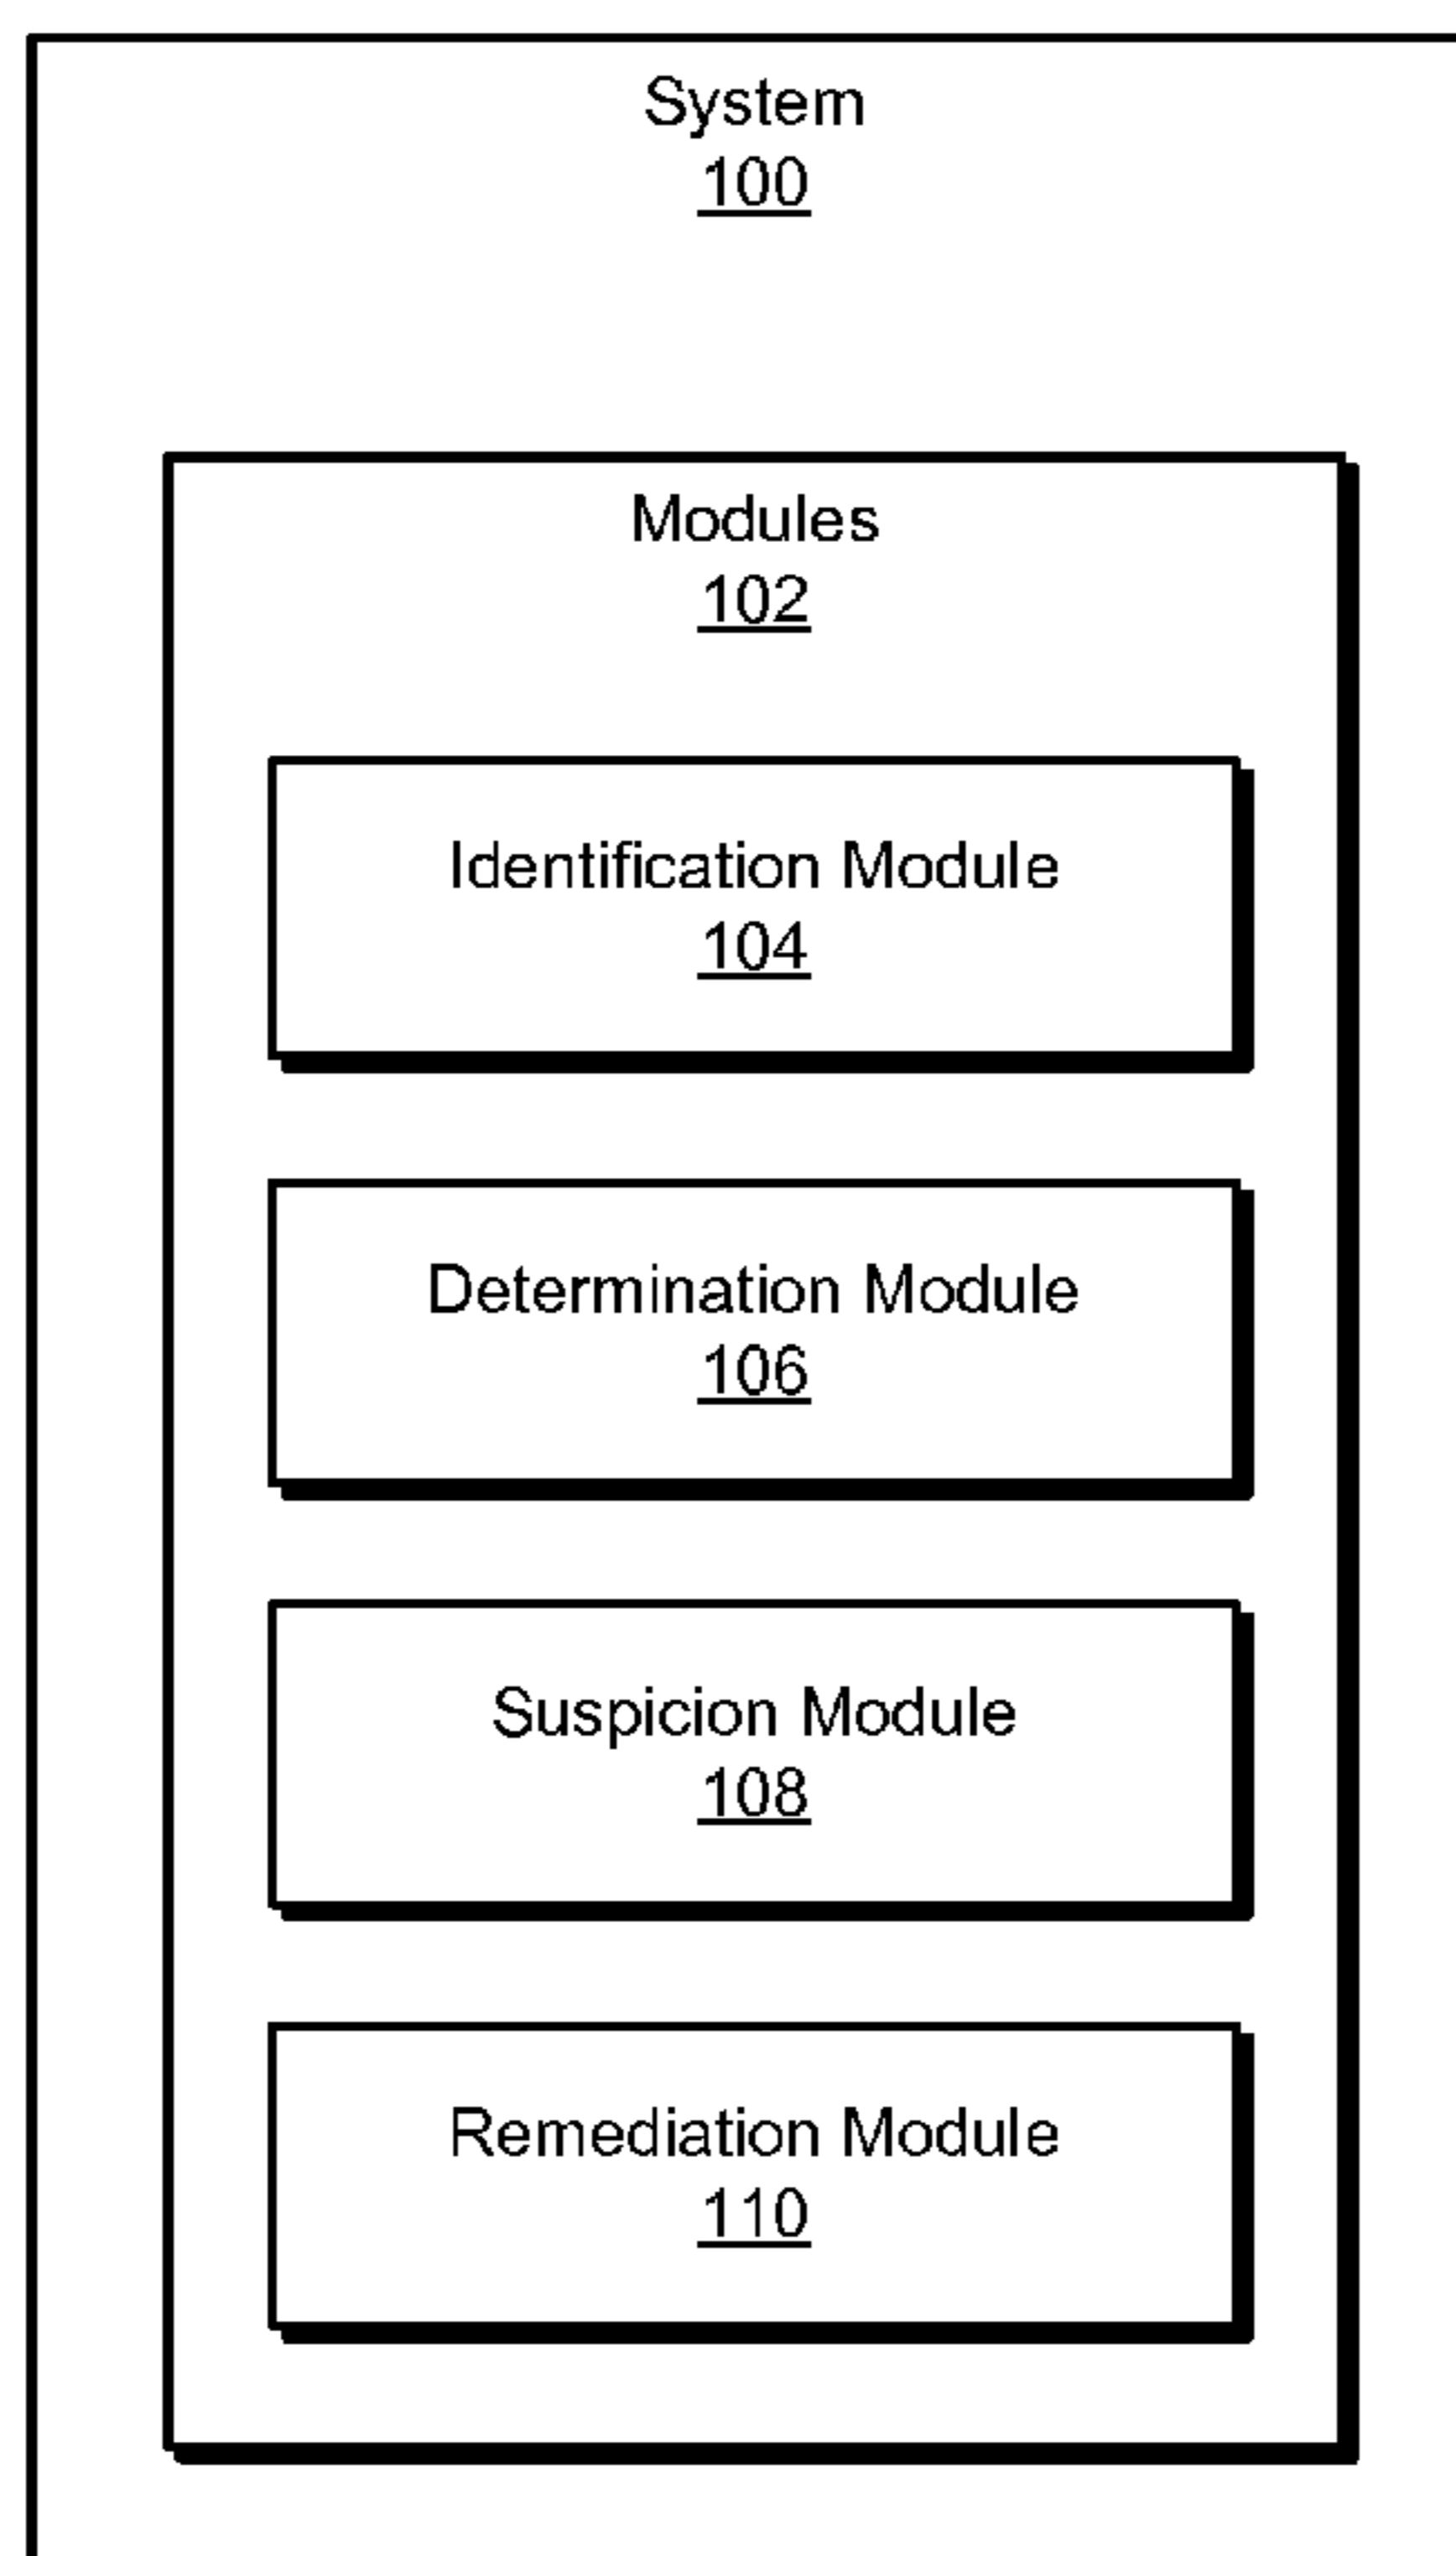 System
100
Modules
102
Identification Module
104
Determination Module
106
Suspicion Module
108
Remediation Module
110